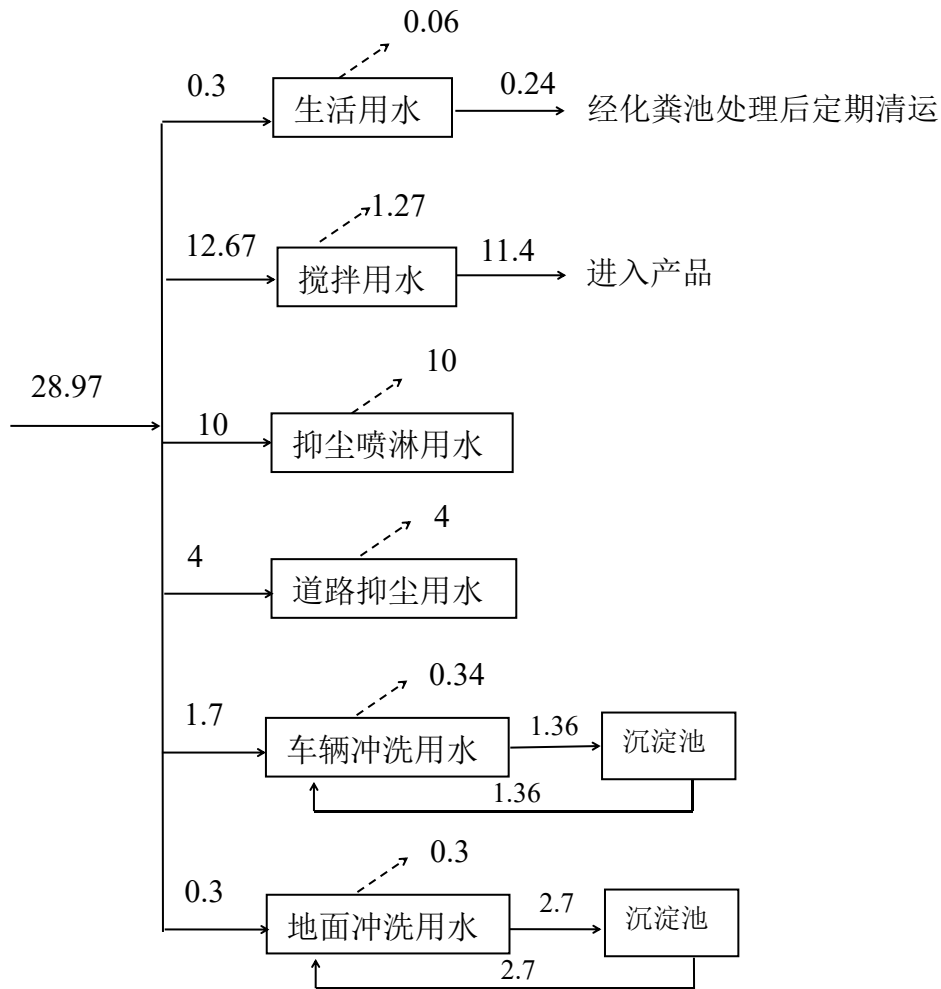 0.06
0.3
生活用水
0.24
经化粪池处理后定期清运
1.27
12.67
搅拌用水
11.4
进入产品
28.97
10
10
抑尘喷淋用水
4
4
道路抑尘用水
0.34
1.7
车辆冲洗用水
1.36
沉淀池
1.36
0.3
0.3
地面冲洗用水
2.7
沉淀池
2.7